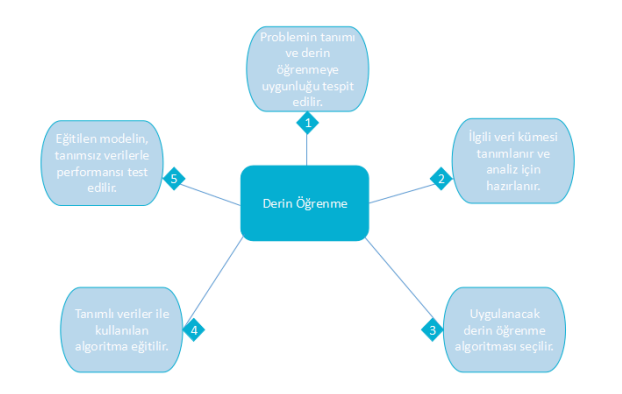 Problemin tanımı
ve derin
öğrenmeye
uygunluğu tespit
edilir.
1
İlgili veri kümesi
tanımlanır ve
analiz için
hazırlanır.
2
Uygulanacak
derin öğrenme
algoritması seçilir.
3
Tanımlı veriler ile
kullanılan
algoritma eğitilir.
4
Eğitilen modelin,
tanımsız verilerle
performansı test
edilir.
5
Derin Öğrenme